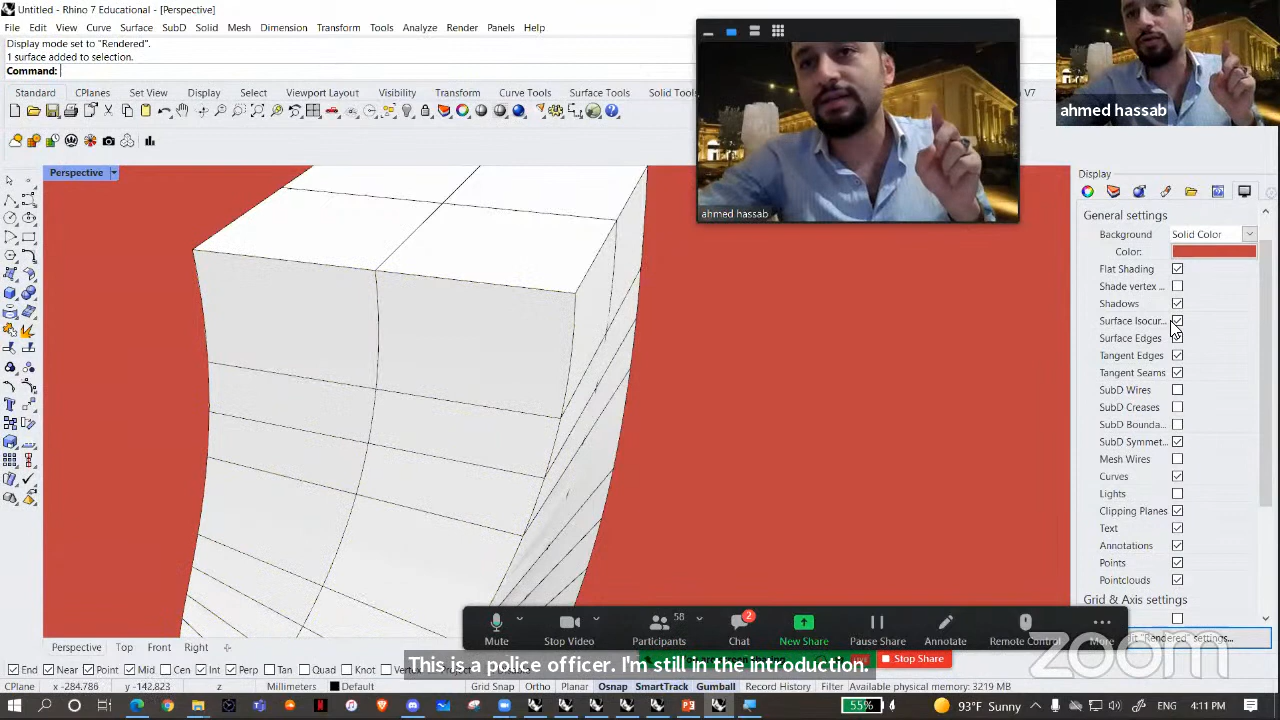 Untitled - Rhino 7 Educational - [Perspective]
File Edit View Curve Surface SubD Solid Mesh Dimension Transform Tools Analyze Render Panels Help
Display mode set to "Rendered".
1 surface added to selection.
Command:
Standard CPlanes Set View Display Select Viewport Layout Visibility Transform Curve Tools Surface Tools Solid Tools V7
ahmed hassab
ahmed hassab
Perspective
Display
General settings
Background Solid Color
Color:
Flat Shading
Shade vertex ...
Shadows
Surface Isocur...
Surface Edges
Tangent Edges
Tangent Seams
SubD Wires
SubD Creases
SubD Bounda...
SubD Symmet...
Mesh Wires
Curves
Lights
Clipping Planes
Text
Annotations
Points
Pointclouds
Grid & Axis settings
58
2
Mute Stop Video Participants Chat New Share Pause Share Annotate Remote Control More
"Rendered" settings...
zoom
Perspective Top Front Right
This is a police officer. I'm still in the introduction.
Stop Share
End Near Point Mid Cen Int Perp Tan Quad
X -284.786 Y -143.823 Z Millimeters Default Grid Snap Ortho Planar Osnap SmartTrack Gumball Record History Filter Available physical memory: 3219 MB
55% 93°F Sunny 4:11 PM